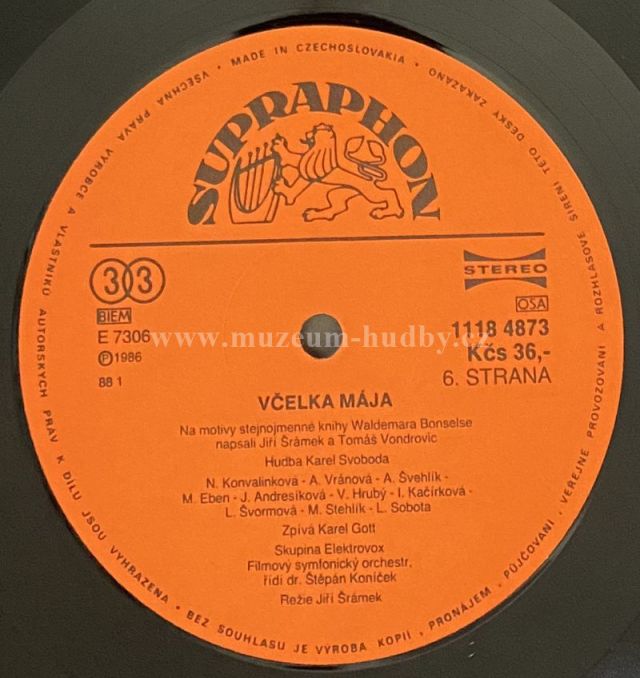 MADE IN CZECHOSLOVAKIA • VŠECHNA PRÁVA VÝROBCE A VLASTNÍKŮ AUTORSKÝCH PRÁV K DÍLU JSOU VYHRAZENA • BEZ SOUHLASU JE VÝROBA KOPIÍ, PRONÁJEM, PŮJČOVÁNÍ, VEŘEJNÉ PROVOZOVÁNÍ A ROZHLASOVÉ ŠÍŘENÍ TÉTO DESKY ZAKÁZÁNO
SUPRAPHON
33
STEREO
BIEM
OSA
E 7306
1118 4873
www.muzeum-hudby.cz
℗1986
Kčs 36,-
88 1
6. STRANA
VČELKA MÁJA
Na motivy stejnojmenné knihy Waldemara Bonselse
napsali Jiří Šrámek a Tomáš Vondrovic
Hudba Karel Svoboda
N. Konvalinková - A. Vránová - A. Švehlík -
M. Eben - J. Andresíková - V. Hrubý - I. Kačírková -
L. Švormová - M. Stehlík - L. Sobota
Zpívá Karel Gott
Skupina Elektrovox
Filmový symfonický orchestr,
řídí dr. Štěpán Koníček
Režie Jiří Šrámek